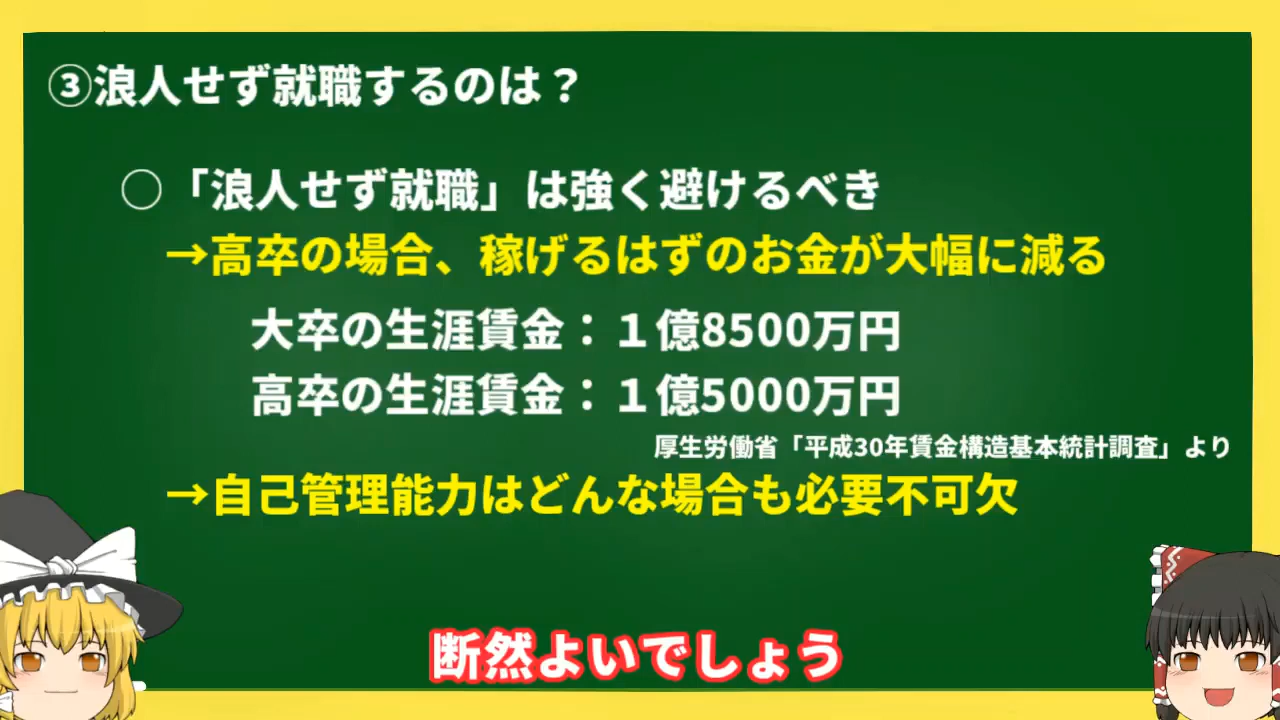 ③浪人せず就職するのは？
○「浪人せず就職」は強く避けるべき
→高卒の場合、稼げるはずのお金が大幅に減る
大卒の生涯賃金：１億8500万円
高卒の生涯賃金：１億5000万円
厚生労働省「平成30年賃金構造基本統計調査」より
→自己管理能力はどんな場合も必要不可欠
断然よいでしょう